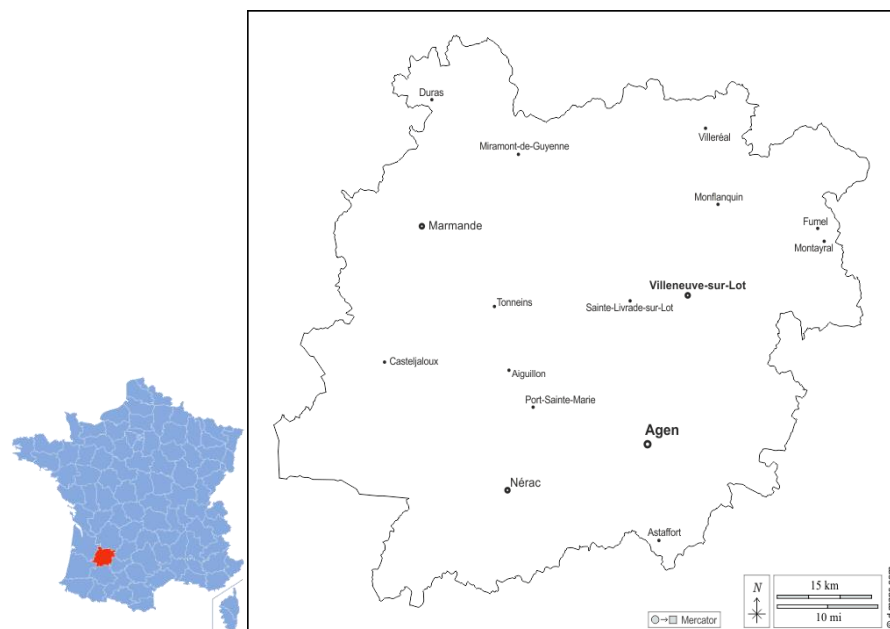 Duras
Villeréal
Miramont-de-Guyenne
Monflanquin
Marmande
Fumel
Montayral
Villeneuve-sur-Lot
Tonneins
Sainte-Livrade-sur-Lot
Casteljaloux
Aiguillon
Port-Sainte-Marie
Agen
Nérac
Astaffort
N
15 km
10 mi
Mercator